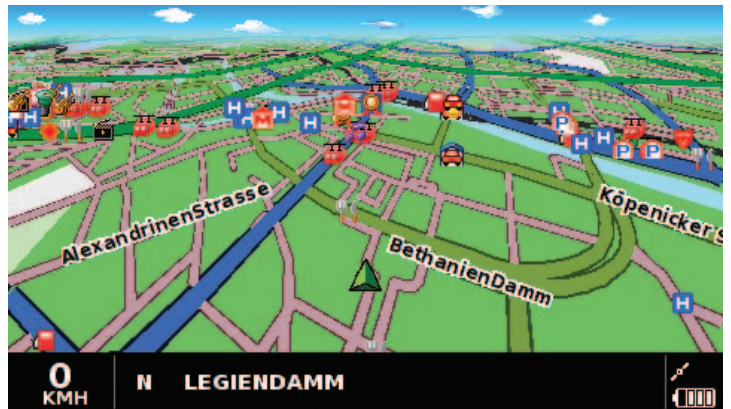 AlexandrinenStrasse
Köpenicker s
BethanienDamm
0
KMH
N LEGIENDAMM
H
H
H
H
H
H
H
H
P
P
P
H